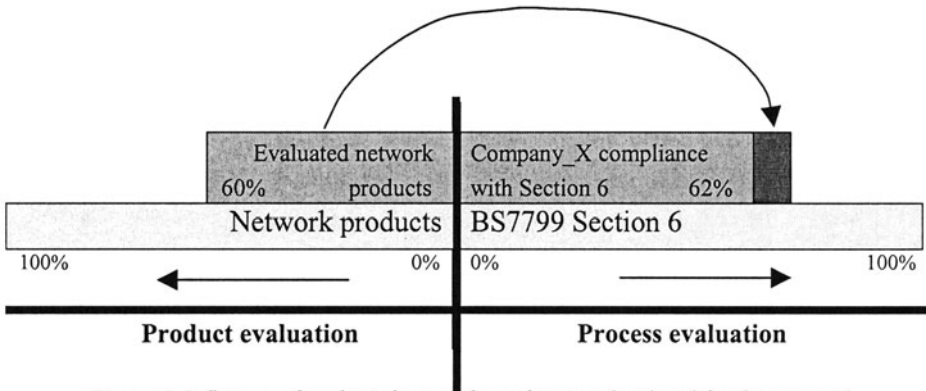 Evaluated network
60% products
Company_X compliance
with Section 6 62%
Network products
BS7799 Section 6
100% 0%
0% 100%
Product evaluation
Process evaluation